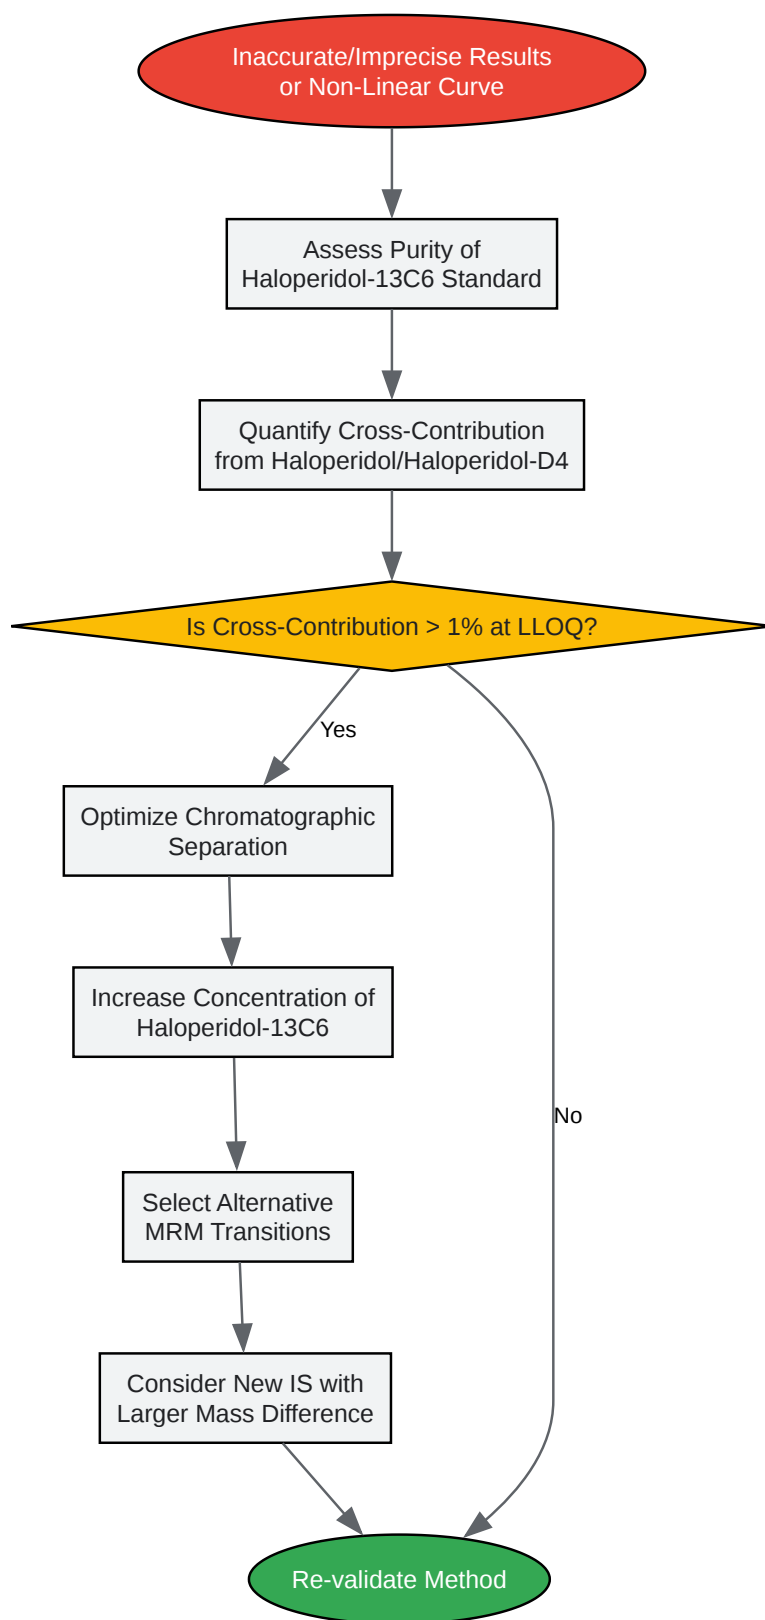 Inaccurate/Imprecise Results
or Non-Linear Curve
Assess Purity of
Haloperidol-13C6 Standard
Quantify Cross-Contribution
from Haloperidol/Haloperidol-D4
Is Cross-Contribution > 1% at LLOQ?
Yes
Optimize Chromatographic
Separation
Increase Concentration of
Haloperidol-13C6
No
Select Alternative
MRM Transitions
Consider New IS with
Larger Mass Difference
Re-validate Method